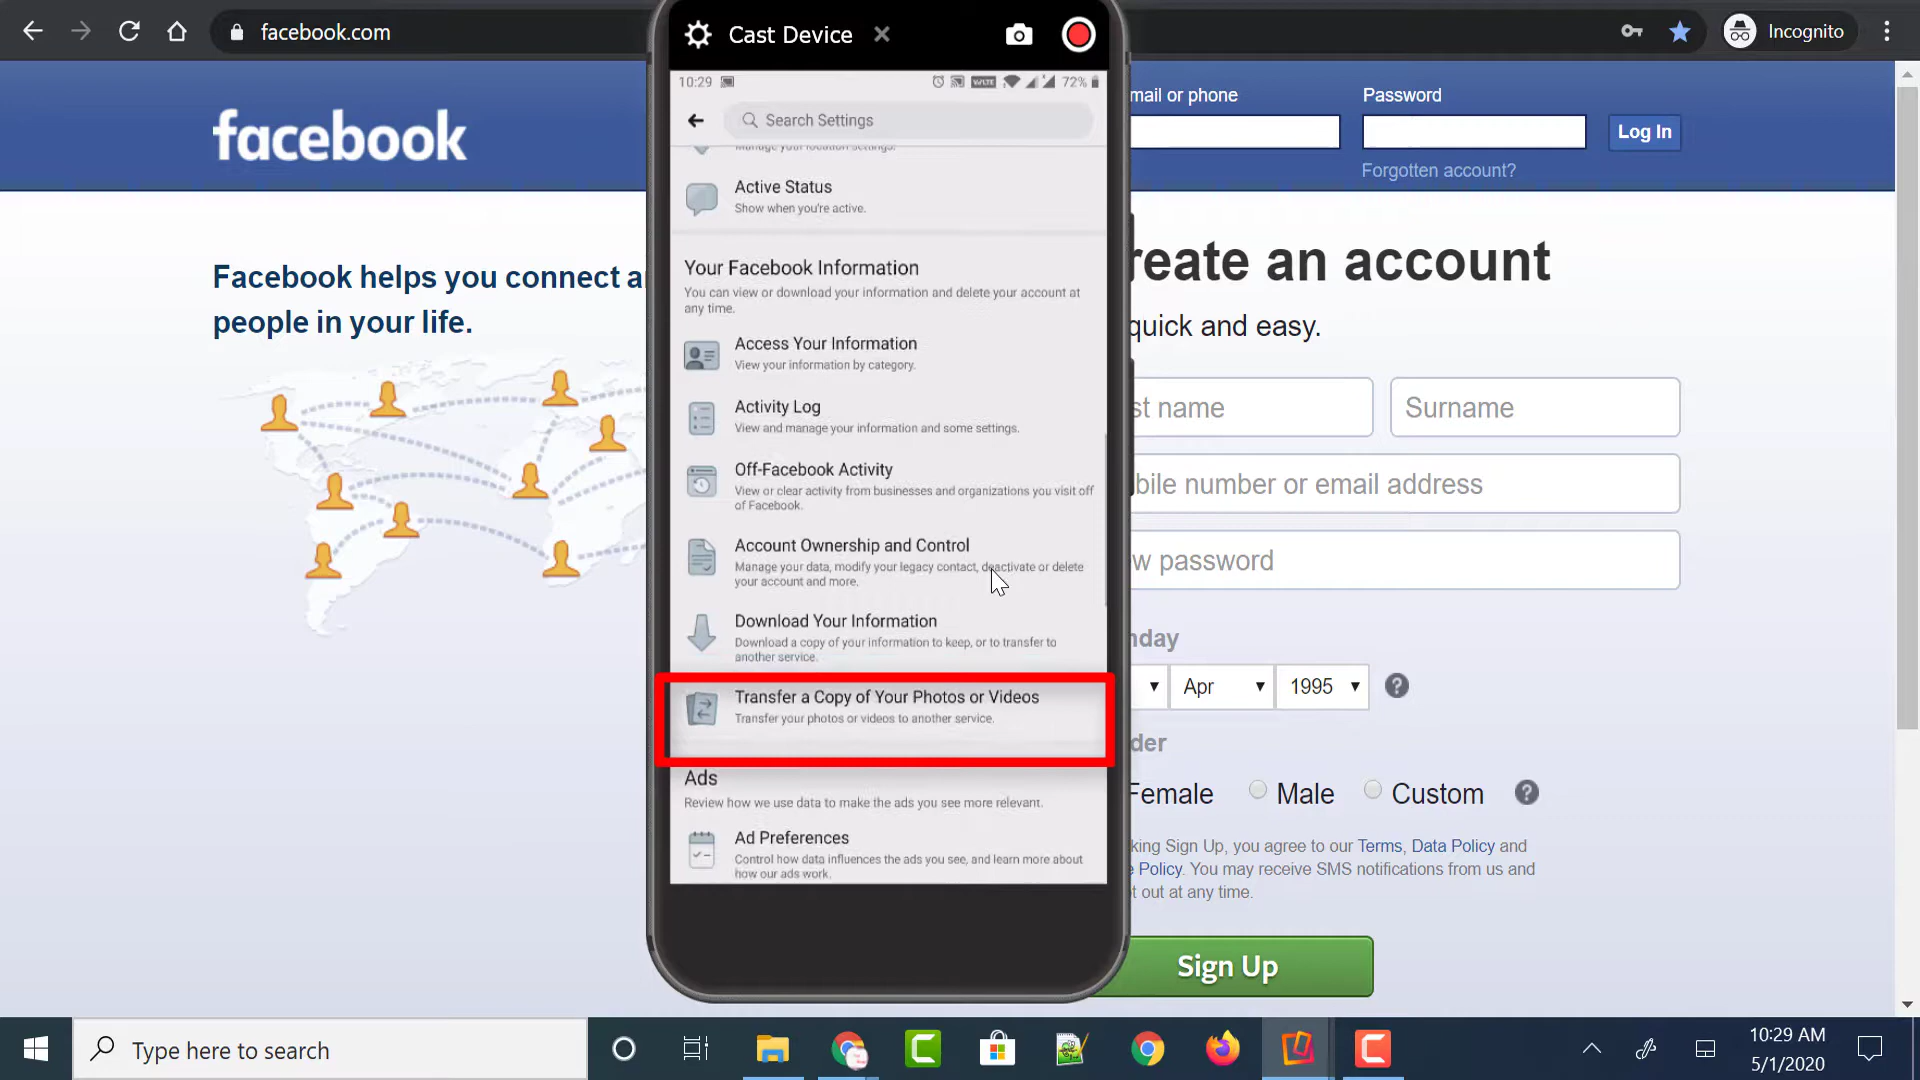 facebook.com
Incognito
Cast Device
10:29
VoLTE
72%
Search Settings
Manage your location settings.
Active Status
Show when you're active.
Your Facebook Information
You can view or download your information and delete your account at
any time.
Access Your Information
View your information by category.
Activity Log
View and manage your information and some settings.
Off-Facebook Activity
View or clear activity from businesses and organizations you visit off
of Facebook.
Account Ownership and Control
Manage your data, modify your legacy contact, deactivate or delete
your account and more.
Download Your Information
Download a copy of your information to keep, or to transfer to
another service.
Transfer a Copy of Your Photos or Videos
Transfer your photos or videos to another service.
Ads
Review how we use data to make the ads you see more relevant.
Ad Preferences
Control how data influences the ads you see, and learn more about
how our ads work.
facebook
mail or phone
Password
Log In
Forgotten account?
Facebook helps you connect a
people in your life.
reate an account
quick and easy.
st name
Surname
bile number or email address
w password
hday
Apr
1995
der
Female
Male
Custom
king Sign Up, you agree to our Terms, Data Policy and
e Policy. You may receive SMS notifications from us and
t out at any time.
Sign Up
Type here to search
10:29 AM
5/1/2020